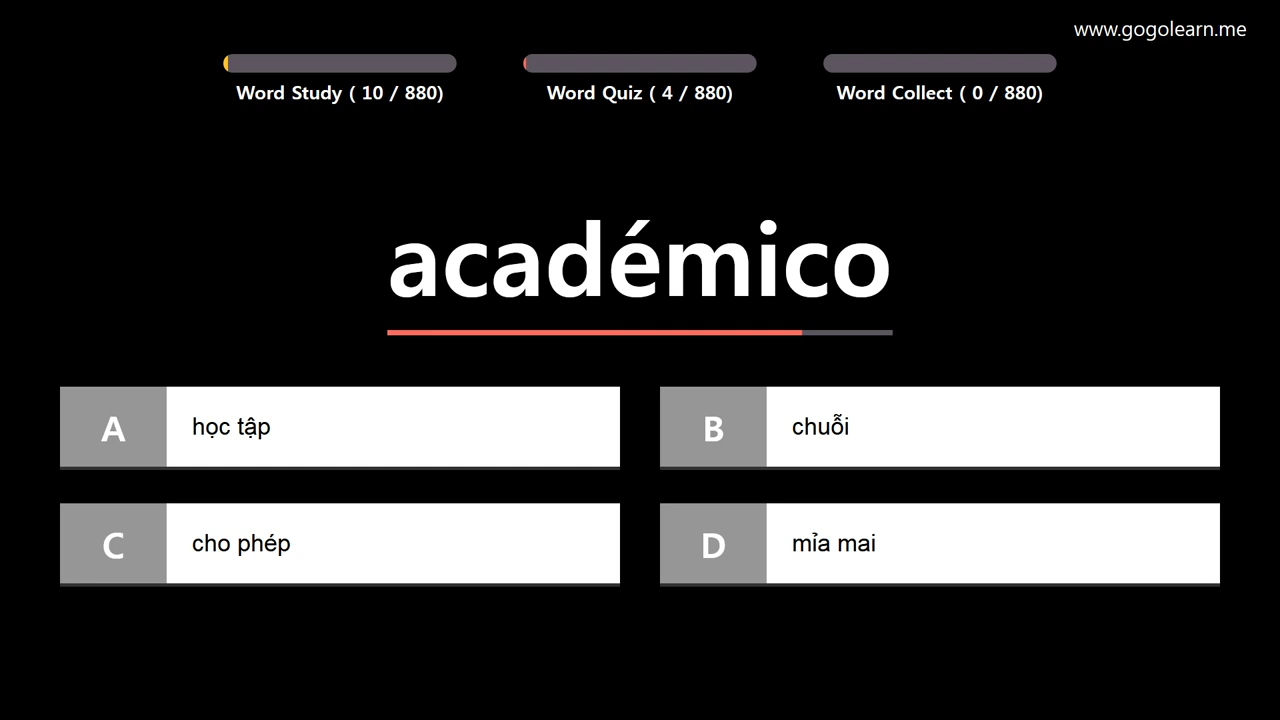 www.gogolearn.me
Word Study ( 10 / 880)
Word Quiz ( 4 / 880)
Word Collect ( 0 / 880)
académico
A học tập
B chuỗi
C cho phép
D mỉa mai